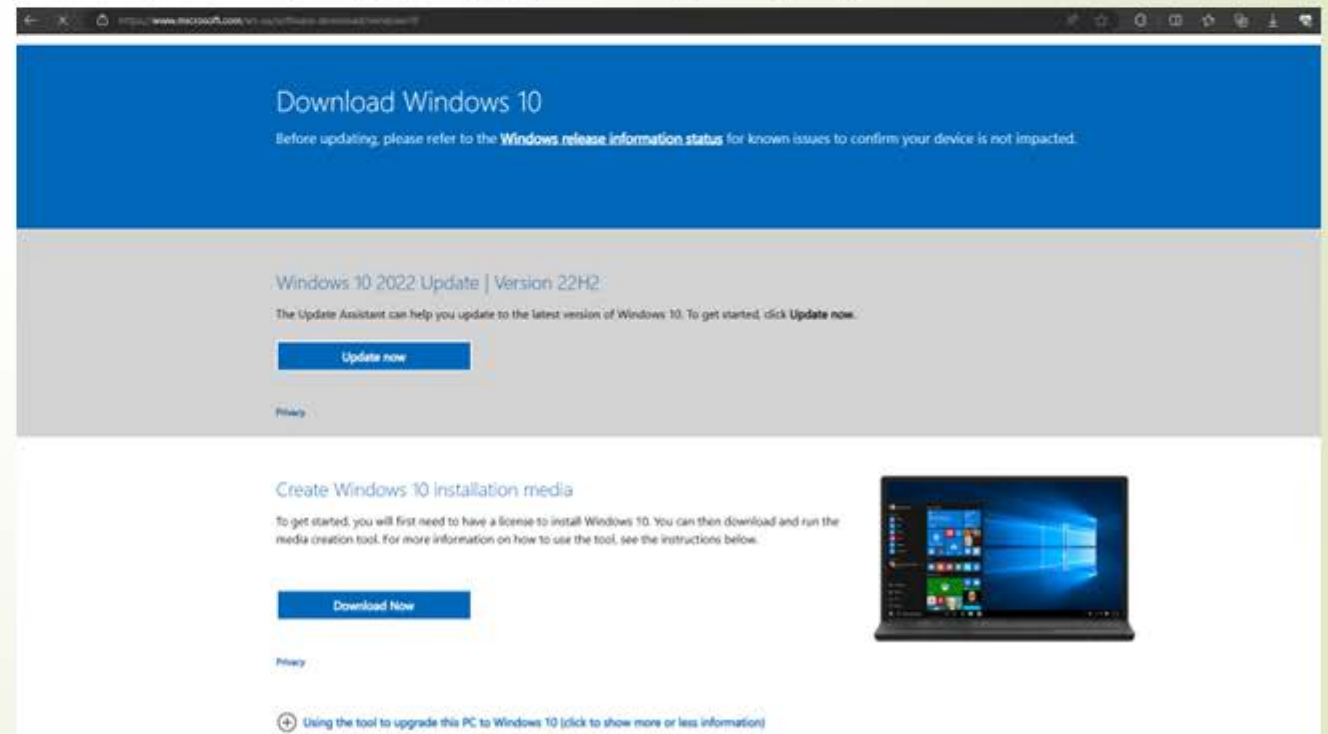 www.microsoft.com
Download Windows 10
Before updating, please refer to the Windows release information status for known issues to confirm your device is not impacted.
Windows 10 2022 Update | Version 22H2
The Update Assistant can help you update to the latest version of Windows 10. To get started, click Update now.
Update now
Privacy
Create Windows 10 installation media
To get started, you will first need to have a license to install Windows 10. You can then download and run the
media creation tool. For more information on how to use the tool, see the instructions below.
Download Now
Privacy
Using the tool to upgrade this PC to Windows 10 (click to show more or less information)